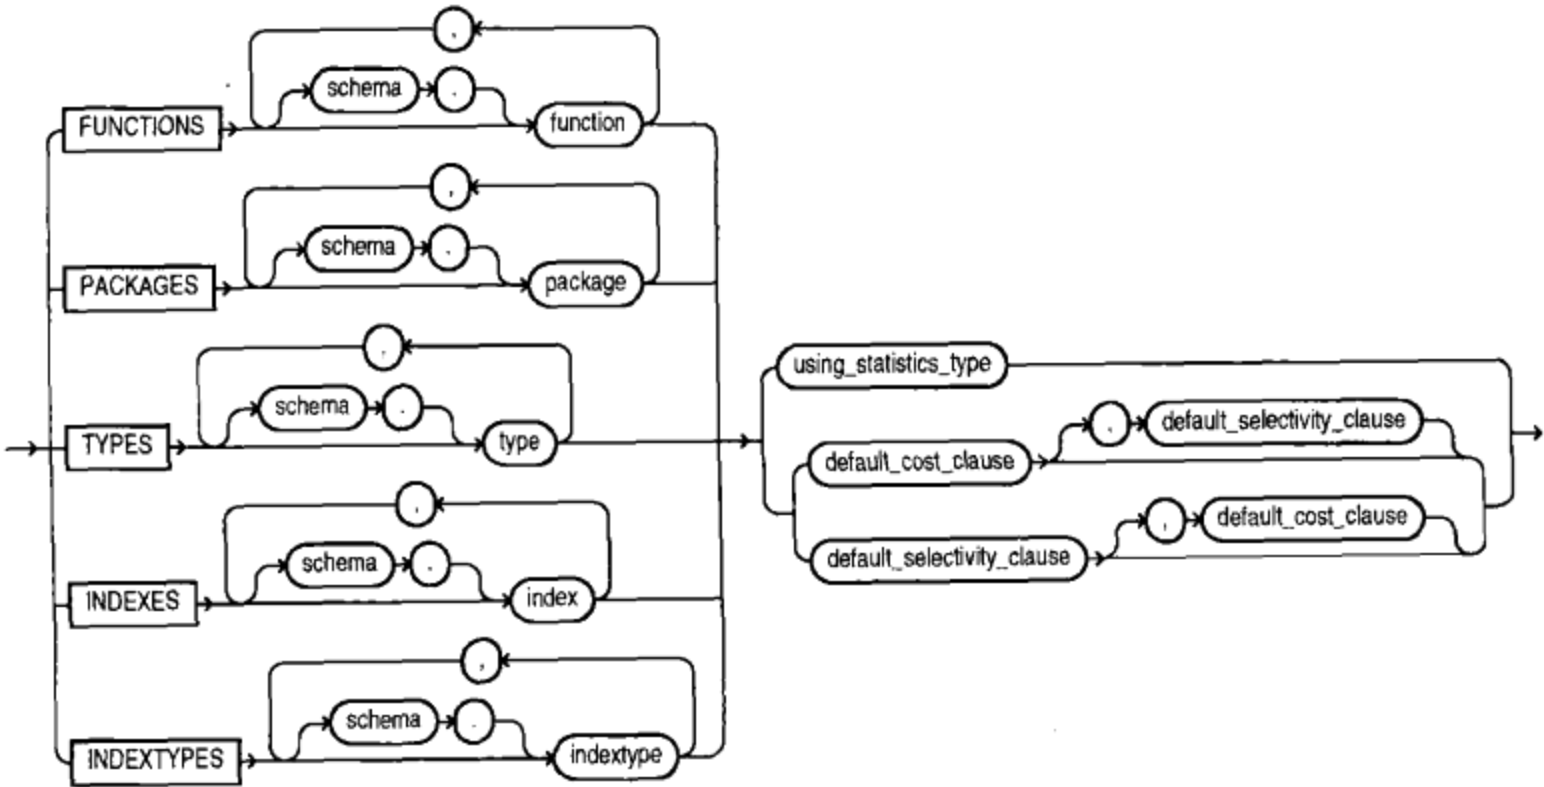 ,
schema .
FUNCTIONS function
,
schema .
PACKAGES package
,
using_statistics_type
schema .
, default_selectivity_clause
TYPES type
default_cost_clause
,
, default_cost_clause
schema .
default_selectivity_clause
INDEXES index
,
schema .
INDEXTYPES indextype